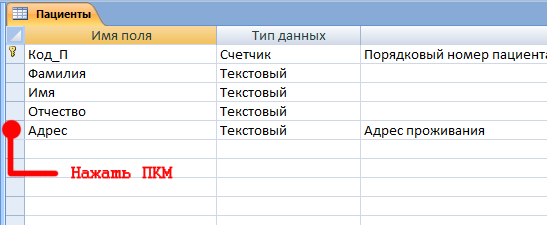 Пациенты
Имя поля Тип данных
Код_П Счетчик Порядковый номер пациента
Фамилия Текстовый
Имя Текстовый
Отчество Текстовый
Адрес Текстовый Адрес проживания
Нажать ПКМ